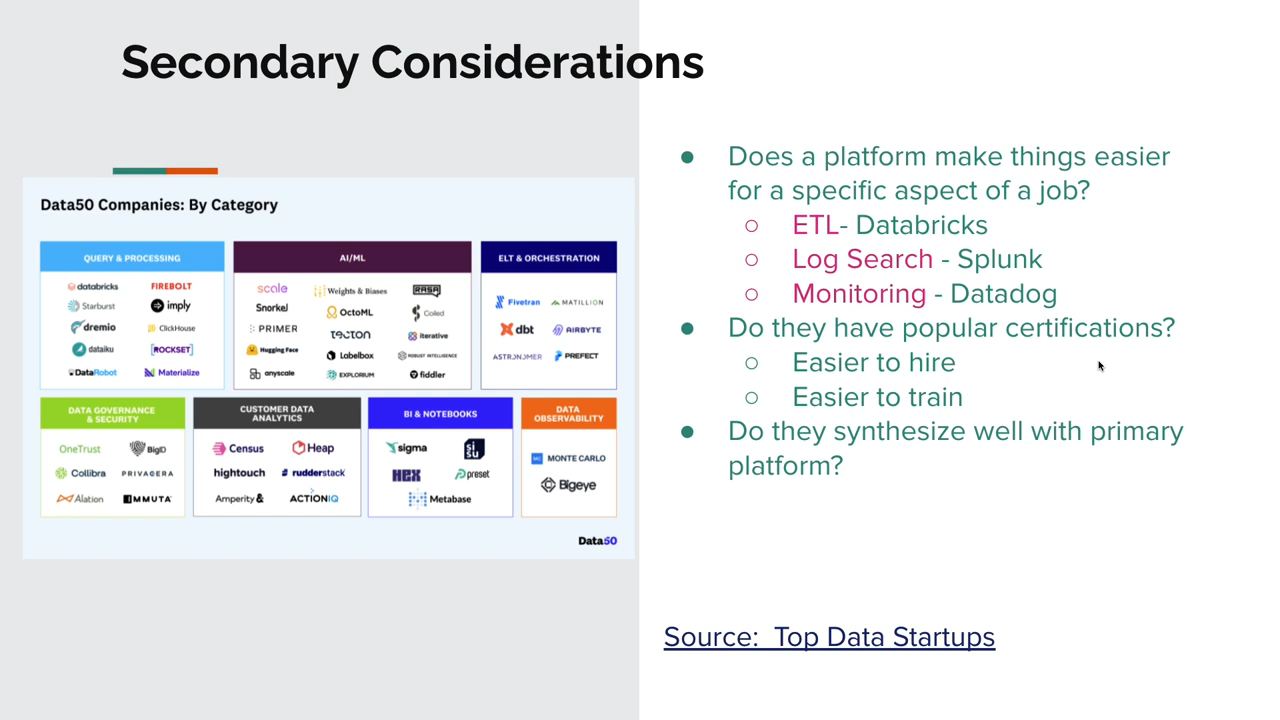 Secondary Considerations
Data50 Companies: By Category
QUERY & PROCESSING
databricks FIREBOLT
Starburst imply
dremio ClickHouse
dataiku [ROCKSET]
DataRobot Materialize
AI/ML
scale Weights & Biases RASA
Snorkel OctoML Coiled
PRIMER TECTON Iterative
Hugging Face Labelbox ROBUST INTELLIGENCE
anyscale EXPLORIUM fiddler
ELT & ORCHESTRATION
Fivetran MATILLION
dbt AIRBYTE
ASTRONOMER PREFECT
DATA GOVERNANCE
& SECURITY
OneTrust BigID
Collibra PRIVACERA
Alation IMMUTA
CUSTOMER DATA
ANALYTICS
Census Heap
hightouch rudderstack
Amperity ACTIONIQ
BI & NOTEBOOKS
sigma SISU
HEX preset
Metabase
DATA
OBSERVABILITY
MC MONTE CARLO
Bigeye
Data50
● Does a platform make things easier
for a specific aspect of a job?
○ ETL- Databricks
○ Log Search - Splunk
○ Monitoring - Datadog
● Do they have popular certifications?
○ Easier to hire
○ Easier to train
● Do they synthesize well with primary
platform?
Source: Top Data Startups